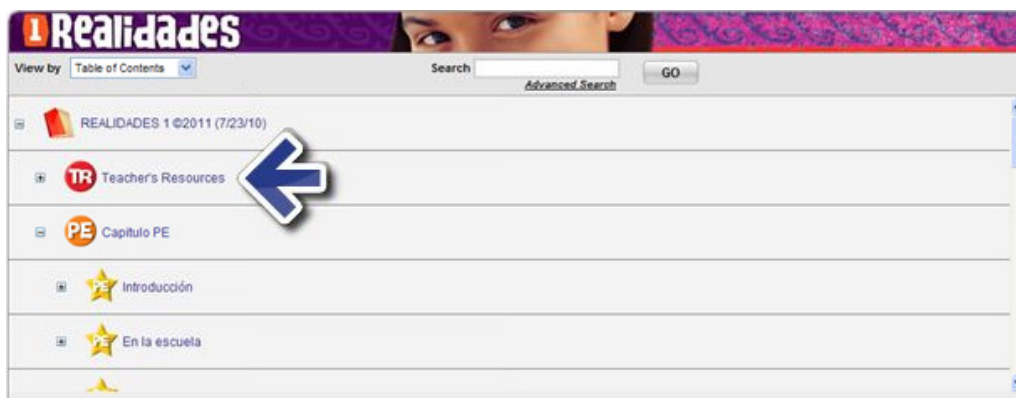 1 Realidades
View by Table of Contents Search GO
Advanced Search
REALIDADES 1 ©2011 (7/23/10)
TR Teacher's Resources
PE Capítulo PE
PE Introducción
PE En la escuela